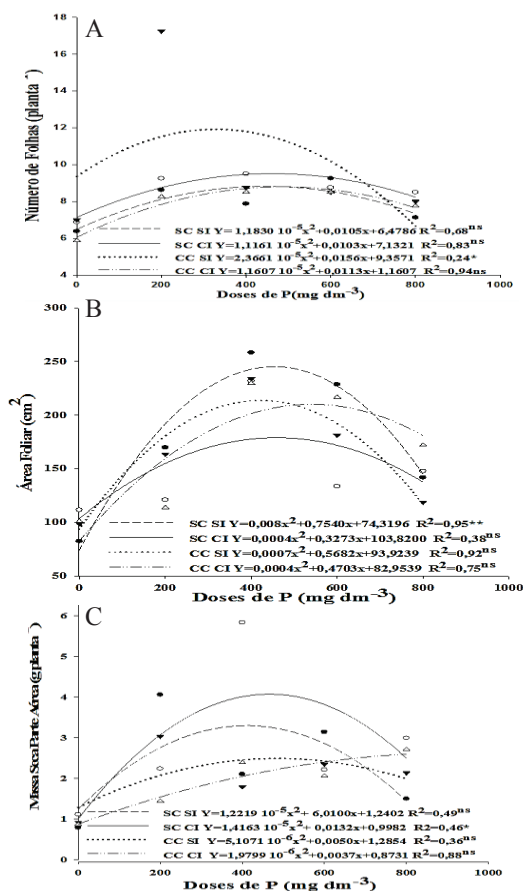 A
Número de Folhas (planta⁻¹)
18
16
14
12
10
8
6
4
SC SI Y=1,1830 10⁻⁵x²+0,0105x+6,4786 R²=0,68ⁿˢ
SC CI Y=1,1161 10⁻⁵x²+0,0103x+7,1321 R²=0,83ⁿˢ
CC SI Y=2,3661 10⁻⁵x²+0,0156x+9,3571 R²=0,24*
CC CI Y=1,1607 10⁻⁵x²+0,0113x+1,1607 R²=0,94ns
0 200 400 600 800 1000
Doses de P (mg dm⁻³)
B
Área Foliar (cm²)
300
250
200
150
100
50
SC SI Y=0,008x²+0,7540x+74,3196 R²=0,95**
SC CI Y=0,0004x²+0,3273x+103,8200 R²=0,38ⁿˢ
CC SI Y=0,0007x²+0,5682x+93,9239 R²=0,92ⁿˢ
CC CI Y=0,0004x²+0,4703x+82,9539 R²=0,75ⁿˢ
0 200 400 600 800 1000
Doses de P (mg dm⁻³)
C
Massa Seca Parte Aérea (g planta⁻
6
5
4
3
2
1
0
SC SI Y=1,2219 10⁻⁵x²+ 6,0100x+1,2402 R²=0,49ⁿˢ
SC CI Y=1,4163 10⁻⁵x²+ 0,0132x+0,9982 R2=0,46*
CC SI Y=5,1071 10⁻⁶x²+0,0050x+1,2854 R²=0,36ⁿˢ
CC CI Y=1,9799 10⁻⁶x²+0,0037x+0,8731 R²=0,88ⁿˢ
0 200 400 600 800 1000
Doses de P (mg dm⁻³)